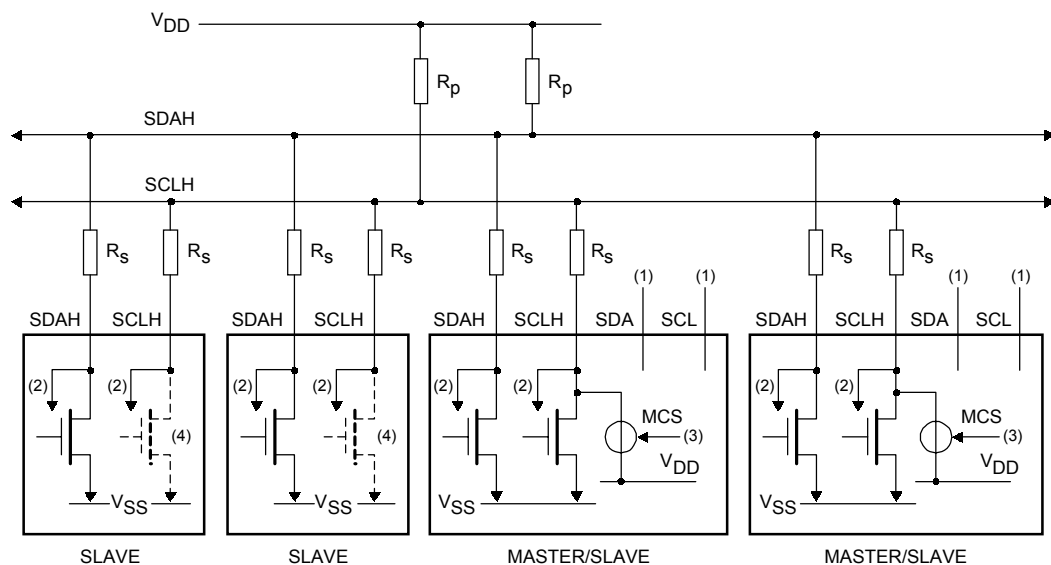 VDD
Rp Rp
SDAH
SCLH
Rs Rs Rs Rs Rs Rs Rs Rs
(1) (1) (1) (1)
SDAH SCLH SDAH SCLH SDAH SCLH SDA SCL SDAH SCLH SDA SCL
(2) (2) (2) (2) (2) (2) (2) (2)
MCS MCS
(4) (4) (3) (3)
VDD VDD
VSS VSS VSS VSS
SLAVE SLAVE MASTER/SLAVE MASTER/SLAVE